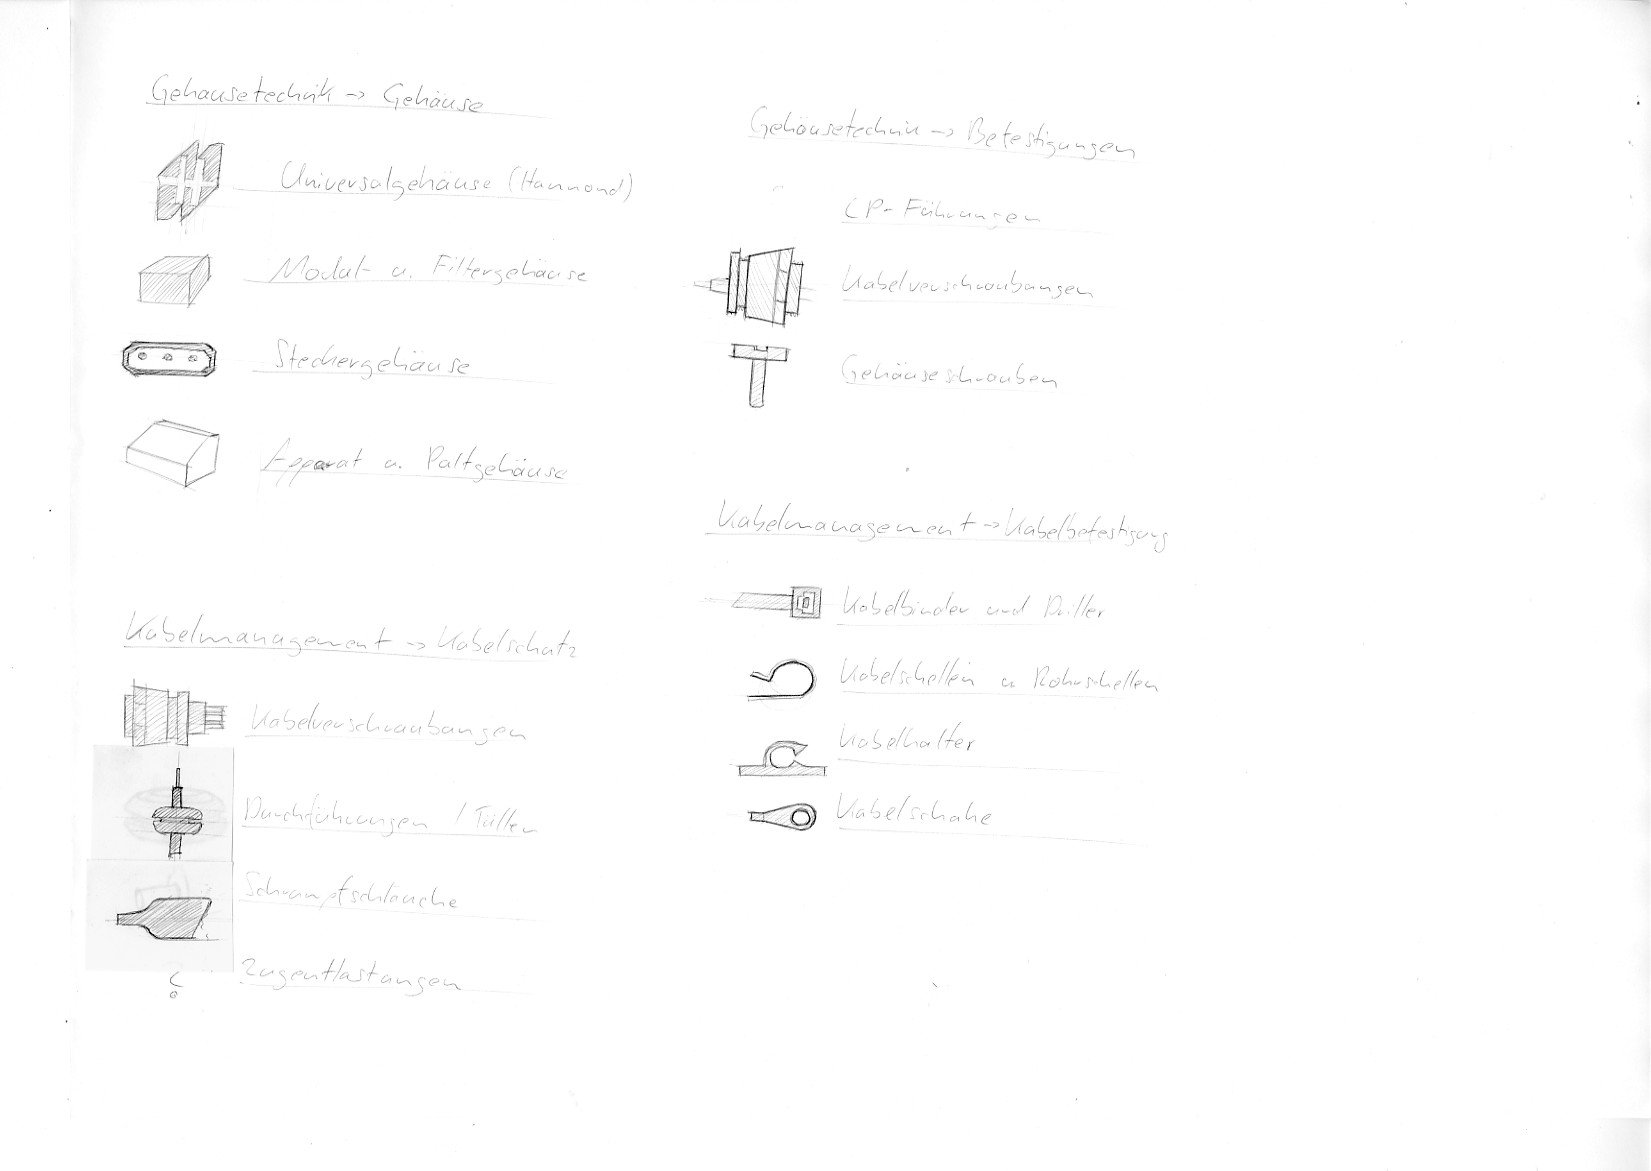 Gehäusetechnik → Gehäuse
Universalgehäuse (Hammond)
Modul- u. Filtergehäuse
Steckergehäuse
Apparat u. Pultgehäuse
Kabelmanagement → Kabelschutz
Kabelverschraubungen
Durchführungen / Tüllen
Schrumpfschläuche
Zugentlastungen
Gehäusetechnik → Befestigungen
LP-Führungen
Kabelverschraubungen
Gehäuseschrauben
Kabelmanagement → Kabelbefestigung
Kabelbinder und Driller
Kabelschellen u Rohrschellen
Kabelhalter
Kabelschuhe